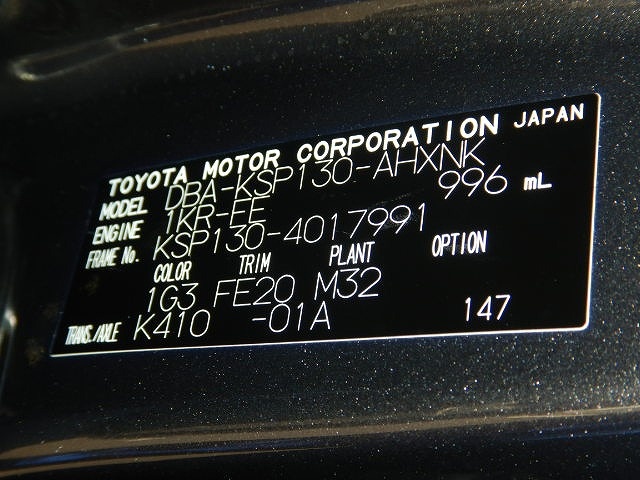 TOYOTA MOTOR CORPORATION JAPAN
MODEL DBA-KSP130-AHXNK
ENGINE 1KR-FE 996 mL
FRAME No. KSP130-4017991
COLOR TRIM PLANT OPTION
1G3 FE20 M32
TRANS./AXLE K410 -01A 147